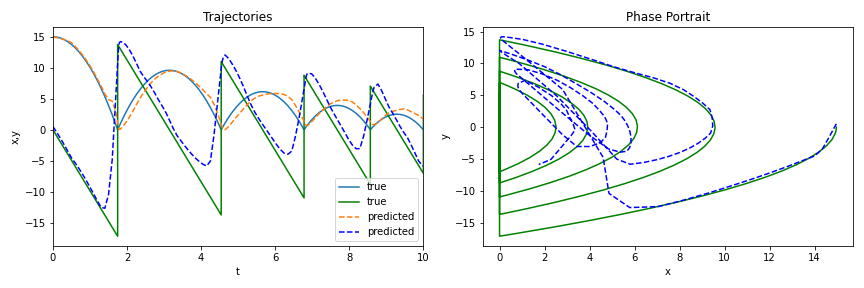 Trajectories
x,y
15
10
5
0
−5
−10
−15
0 2 4 6 8 10
t
true
true
predicted
predicted
Phase Portrait
y
15
10
5
0
−5
−10
−15
0 2 4 6 8 10 12 14
x